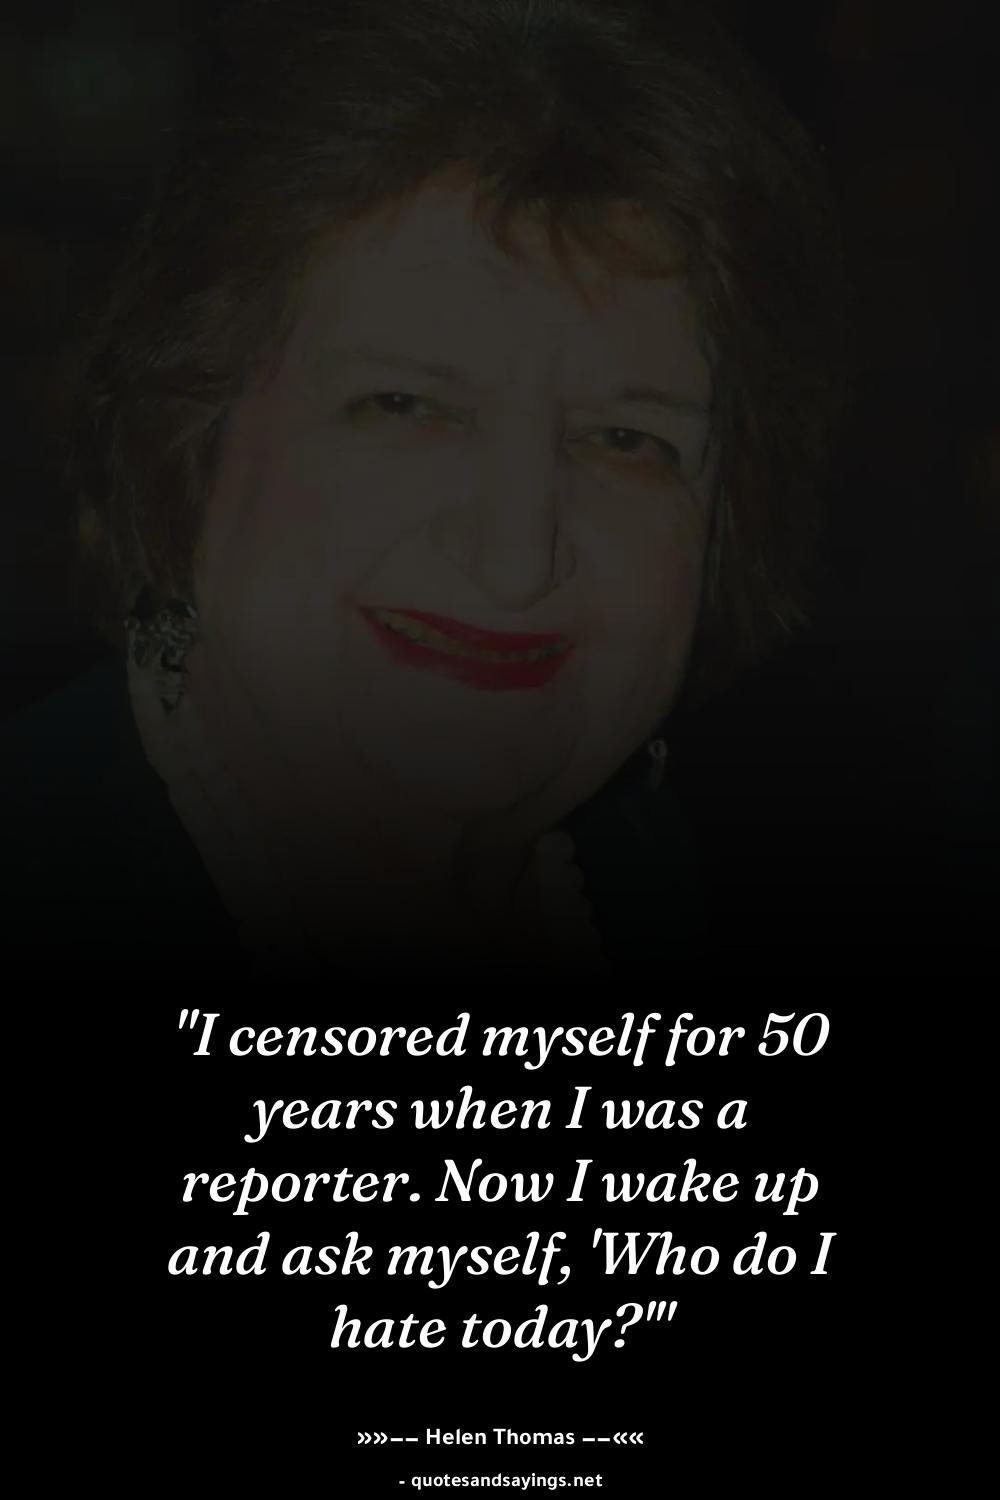 "I censored myself for 50
years when I was a
reporter. Now I wake up
and ask myself, 'Who do I
hate today?'"
»»—— Helen Thomas ——««
- quotesandsayings.net